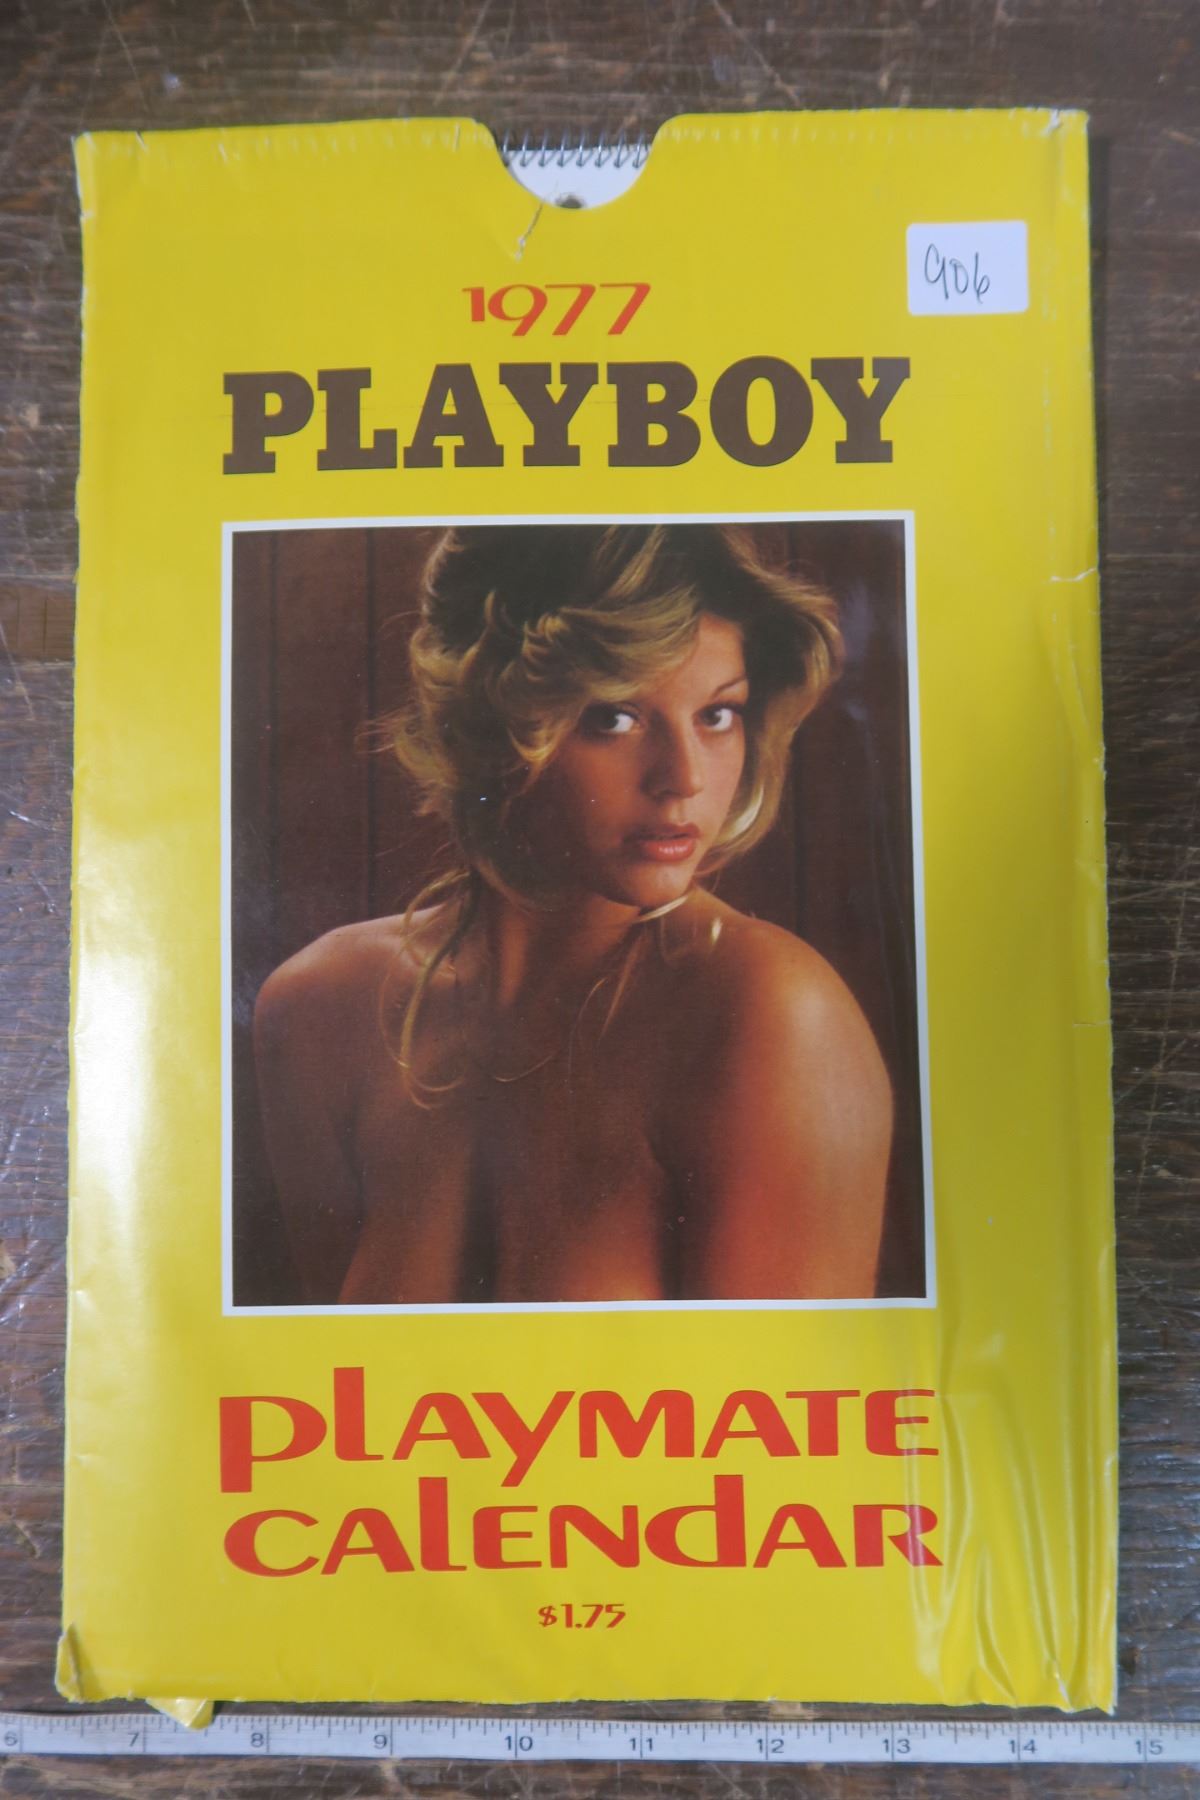 906
1977
PLAYBOY
PLAYMATE
CALENDAR
$1.75
6 7 8 9 10 11 12 13 14 15